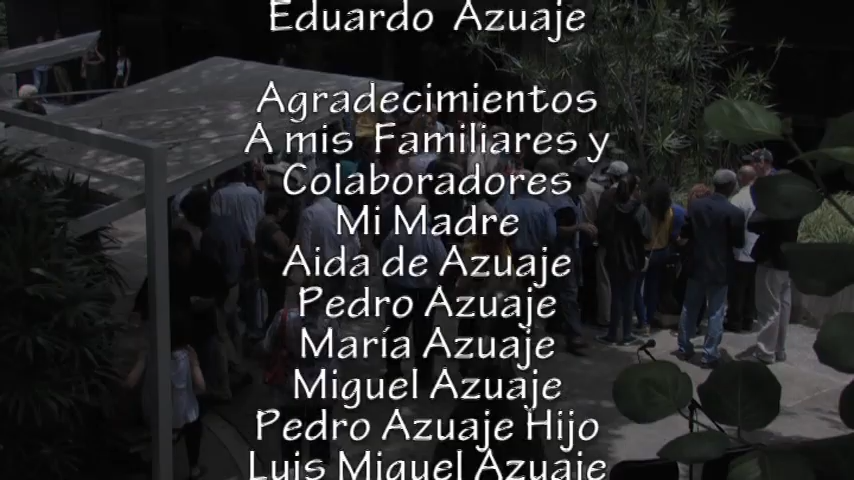 Eduardo Azuaje
Agradecimientos
A mis Familiares y
Colaboradores
Mi Madre
Aida de Azuaje
Pedro Azuaje
María Azuaje
Miguel Azuaje
Pedro Azuaje Hijo
Luis Miguel Azuaje